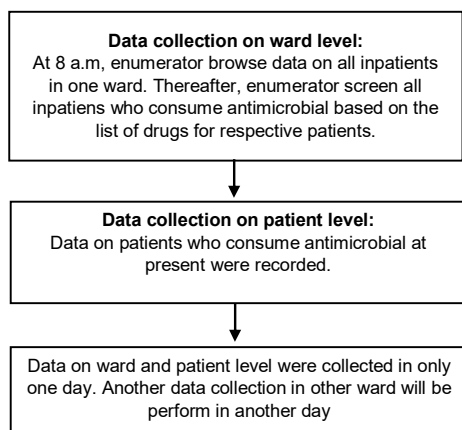 Data collection on ward level:
At 8 a.m, enumerator browse data on all inpatients
in one ward. Thereafter, enumerator screen all
inpatiens who consume antimicrobial based on the
list of drugs for respective patients.
Data collection on patient level:
Data on patients who consume antimicrobial at
present were recorded.
Data on ward and patient level were collected in only
one day. Another data collection in other ward will be
perform in another day